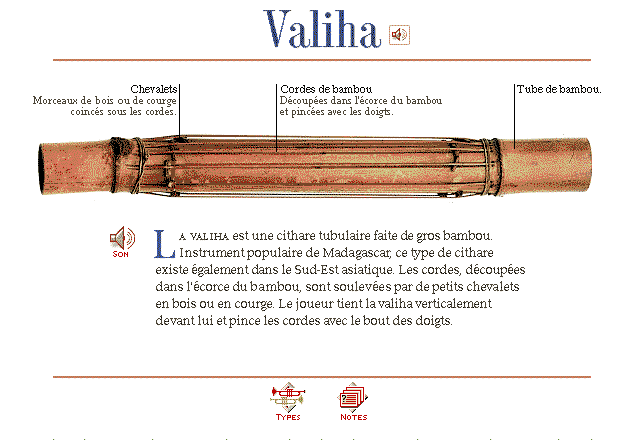 Valiha
Chevalets
Morceaux de bois ou de courge
coincés sous les cordes.
Cordes de bambou
Découpées dans l'écorce du bambou
et pincées avec les doigts.
Tube de bambou.
SON
LA VALIHA est une cithare tubulaire faite de gros bambou.
Instrument populaire de Madagascar, ce type de cithare
existe également dans le Sud-Est asiatique. Les cordes, découpées
dans l'écorce du bambou, sont soulevées par de petits chevalets
en bois ou en courge. Le joueur tient la valiha verticalement
devant lui et pince les cordes avec le bout des doigts.
TYPES
NOTES